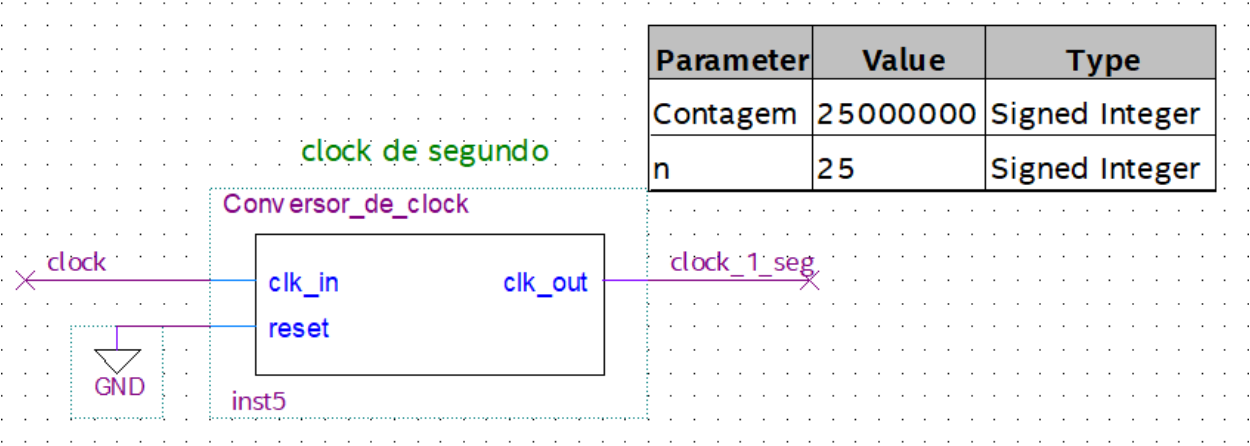 Parameter Value Type
Contagem 25000000 Signed Integer
n 25 Signed Integer
clock de segundo
Conversor_de_clock
clock clk_in clk_out clock_1_seg
reset
GND
inst5